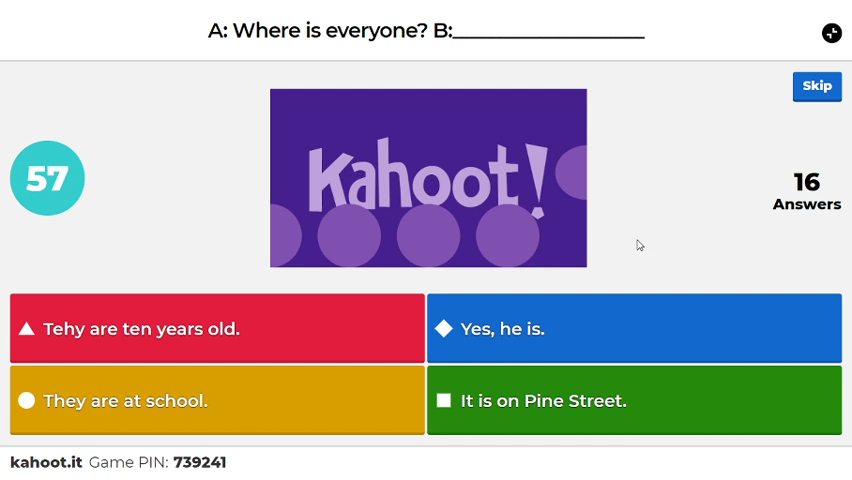 A: Where is everyone? B:____________________
Skip
57
Kahoot!
16
Answers
Tehy are ten years old.
Yes, he is.
They are at school.
It is on Pine Street.
kahoot.it Game PIN: 739241